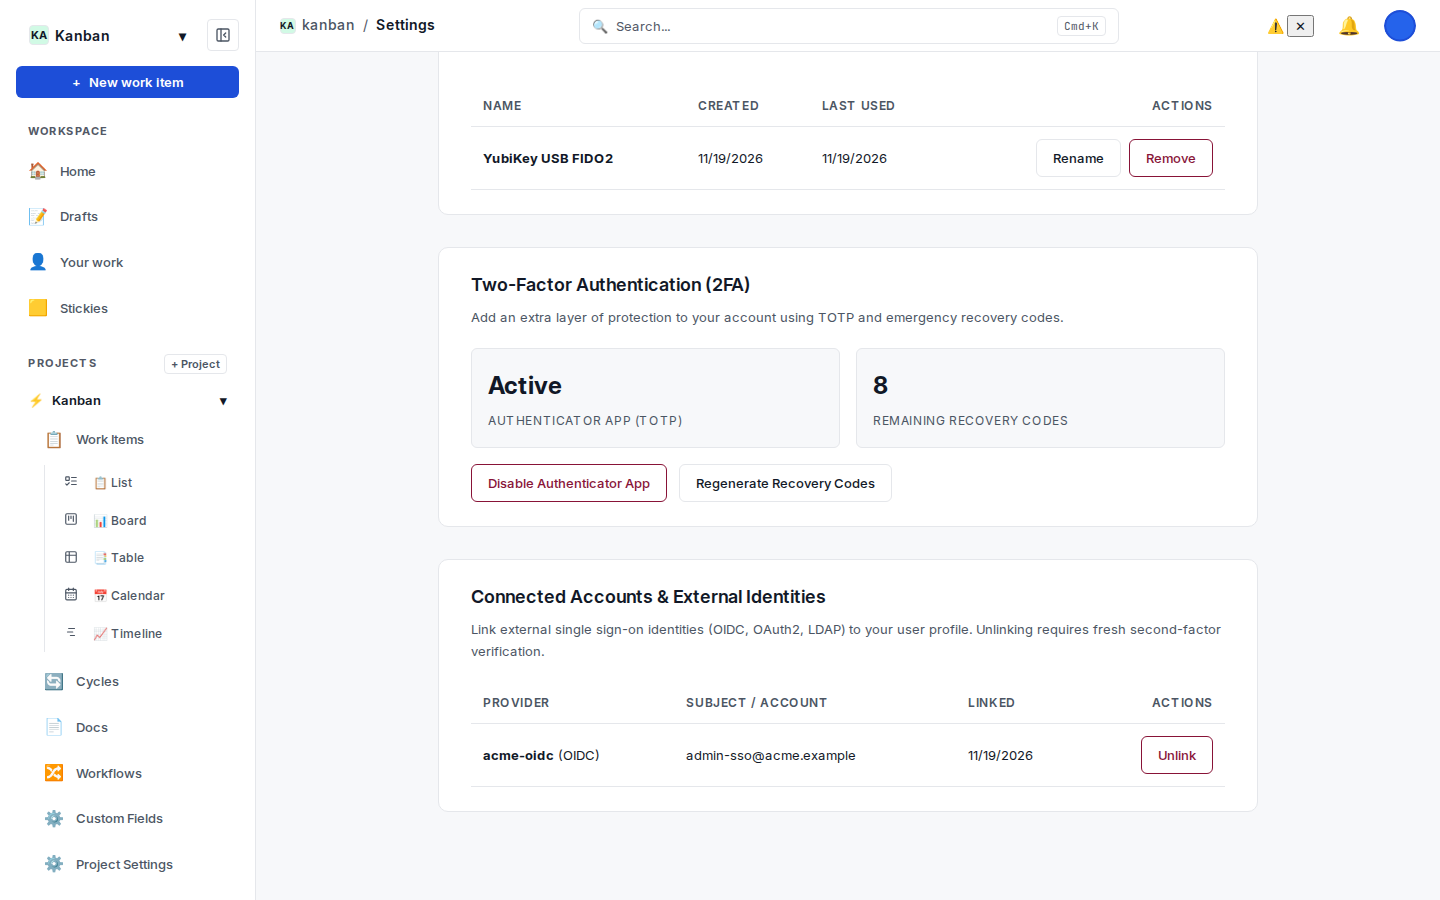 KA Kanban ▾
+ New work item
WORKSPACE
Home
Drafts
Your work
Stickies
PROJECTS
+ Project
Kanban ▾
Work Items
List
Board
Table
Calendar
Timeline
Cycles
Docs
Workflows
Custom Fields
Project Settings
KA kanban / Settings
Search...
Cmd+K
NAME CREATED LAST USED ACTIONS
YubiKey USB FIDO2 11/19/2026 11/19/2026 Rename Remove
Two-Factor Authentication (2FA)
Add an extra layer of protection to your account using TOTP and emergency recovery codes.
Active
AUTHENTICATOR APP (TOTP)
8
REMAINING RECOVERY CODES
Disable Authenticator App
Regenerate Recovery Codes
Connected Accounts & External Identities
Link external single sign-on identities (OIDC, OAuth2, LDAP) to your user profile. Unlinking requires fresh second-factor
verification.
PROVIDER SUBJECT / ACCOUNT LINKED ACTIONS
acme-oidc (OIDC) admin-sso@acme.example 11/19/2026 Unlink